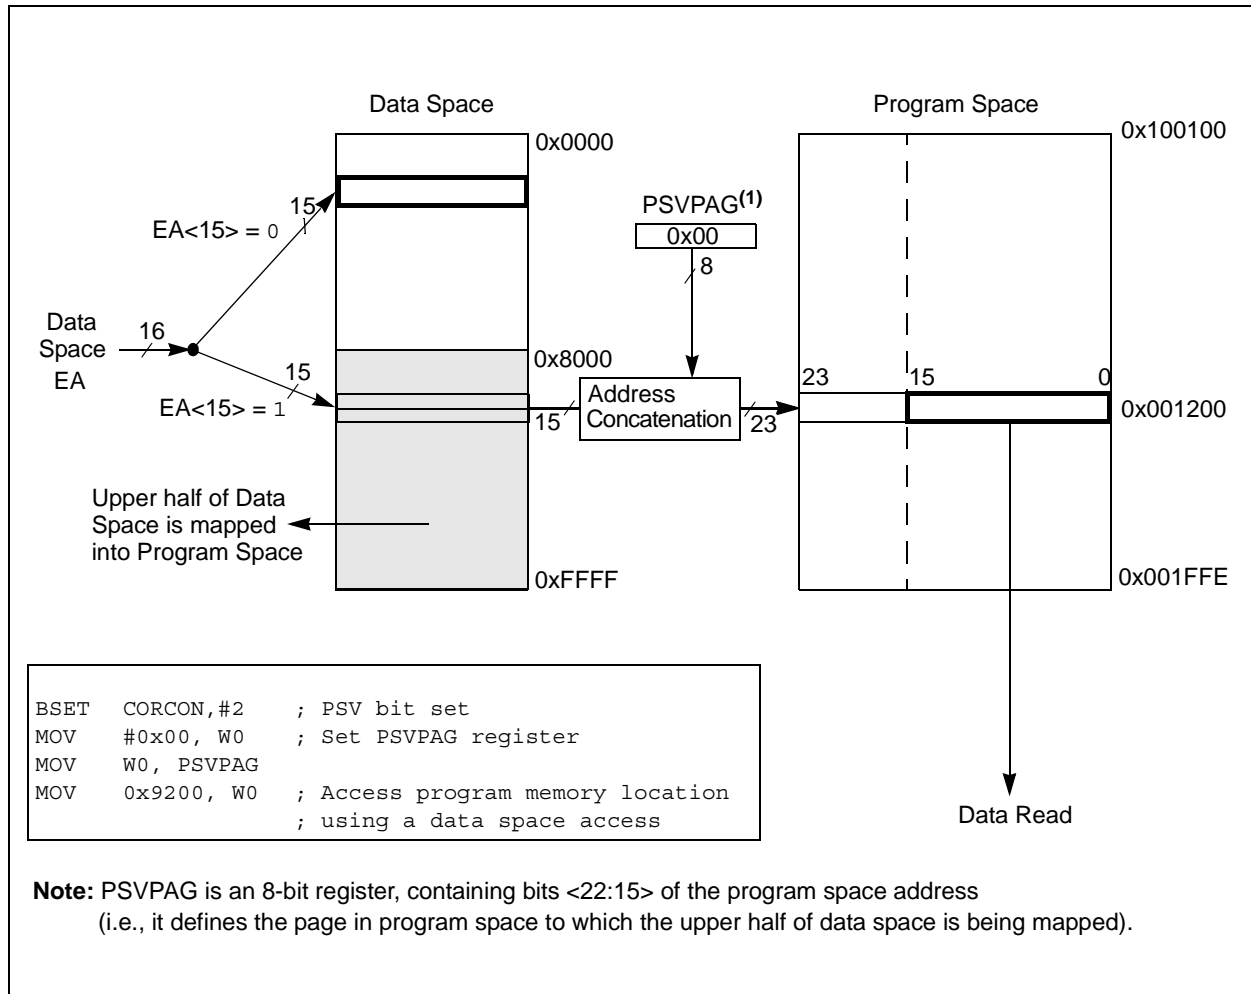 Data Space
Program Space
0x0000
0x100100
15
EA<15> = 0
PSVPAG(1)
0x00
8
Data
Space
EA
16
15
EA<15> = 1
0x8000
15
Address
Concatenation
23
23
15
0
0x001200
Upper half of Data
Space is mapped
into Program Space
0xFFFF
0x001FFE
BSET CORCON,#2 ; PSV bit set
MOV #0x00, W0 ; Set PSVPAG register
MOV W0, PSVPAG
MOV 0x9200, W0 ; Access program memory location
; using a data space access
Data Read
Note: PSVPAG is an 8-bit register, containing bits <22:15> of the program space address
(i.e., it defines the page in program space to which the upper half of data space is being mapped).